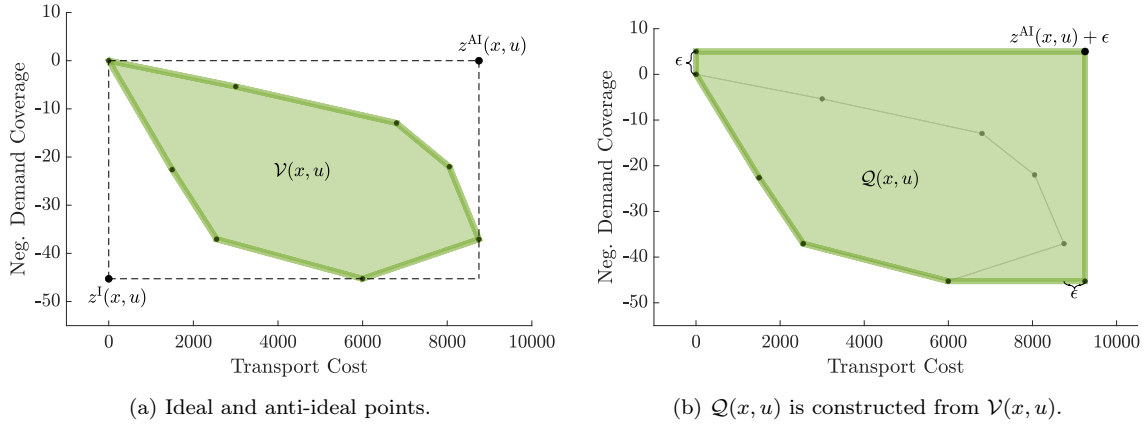 10
0
-10
-20
-30
-40
-50
Neg. Demand Coverage
z^AI(x, u)
𝒱(x, u)
z^I(x, u)
0
2000
4000
6000
8000
10000
Transport Cost
(a) Ideal and anti-ideal points.
10
0
-10
-20
-30
-40
-50
Neg. Demand Coverage
z^AI(x, u) + ϵ
ϵ
𝒬(x, u)
ϵ
0
2000
4000
6000
8000
10000
Transport Cost
(b) 𝒬(x, u) is constructed from 𝒱(x, u).